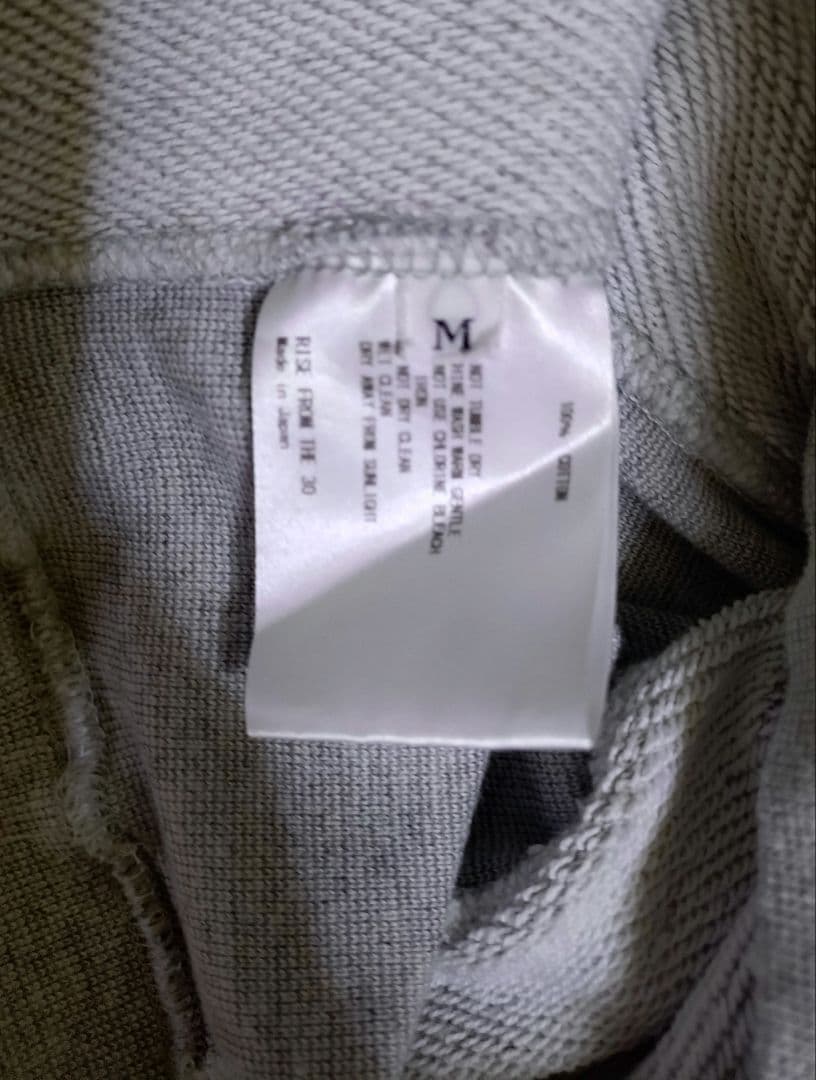 M
100% COTTON
NOT TUMBLE DRY
WASH WARM GENTLE
NOT USE CHLORINE BLEACH
IRON
NOT DRY CLEAN
WET CLEAN
DRY AWAY FROM SUNLIGHT
RISE FROM THE 30
Made in Japan